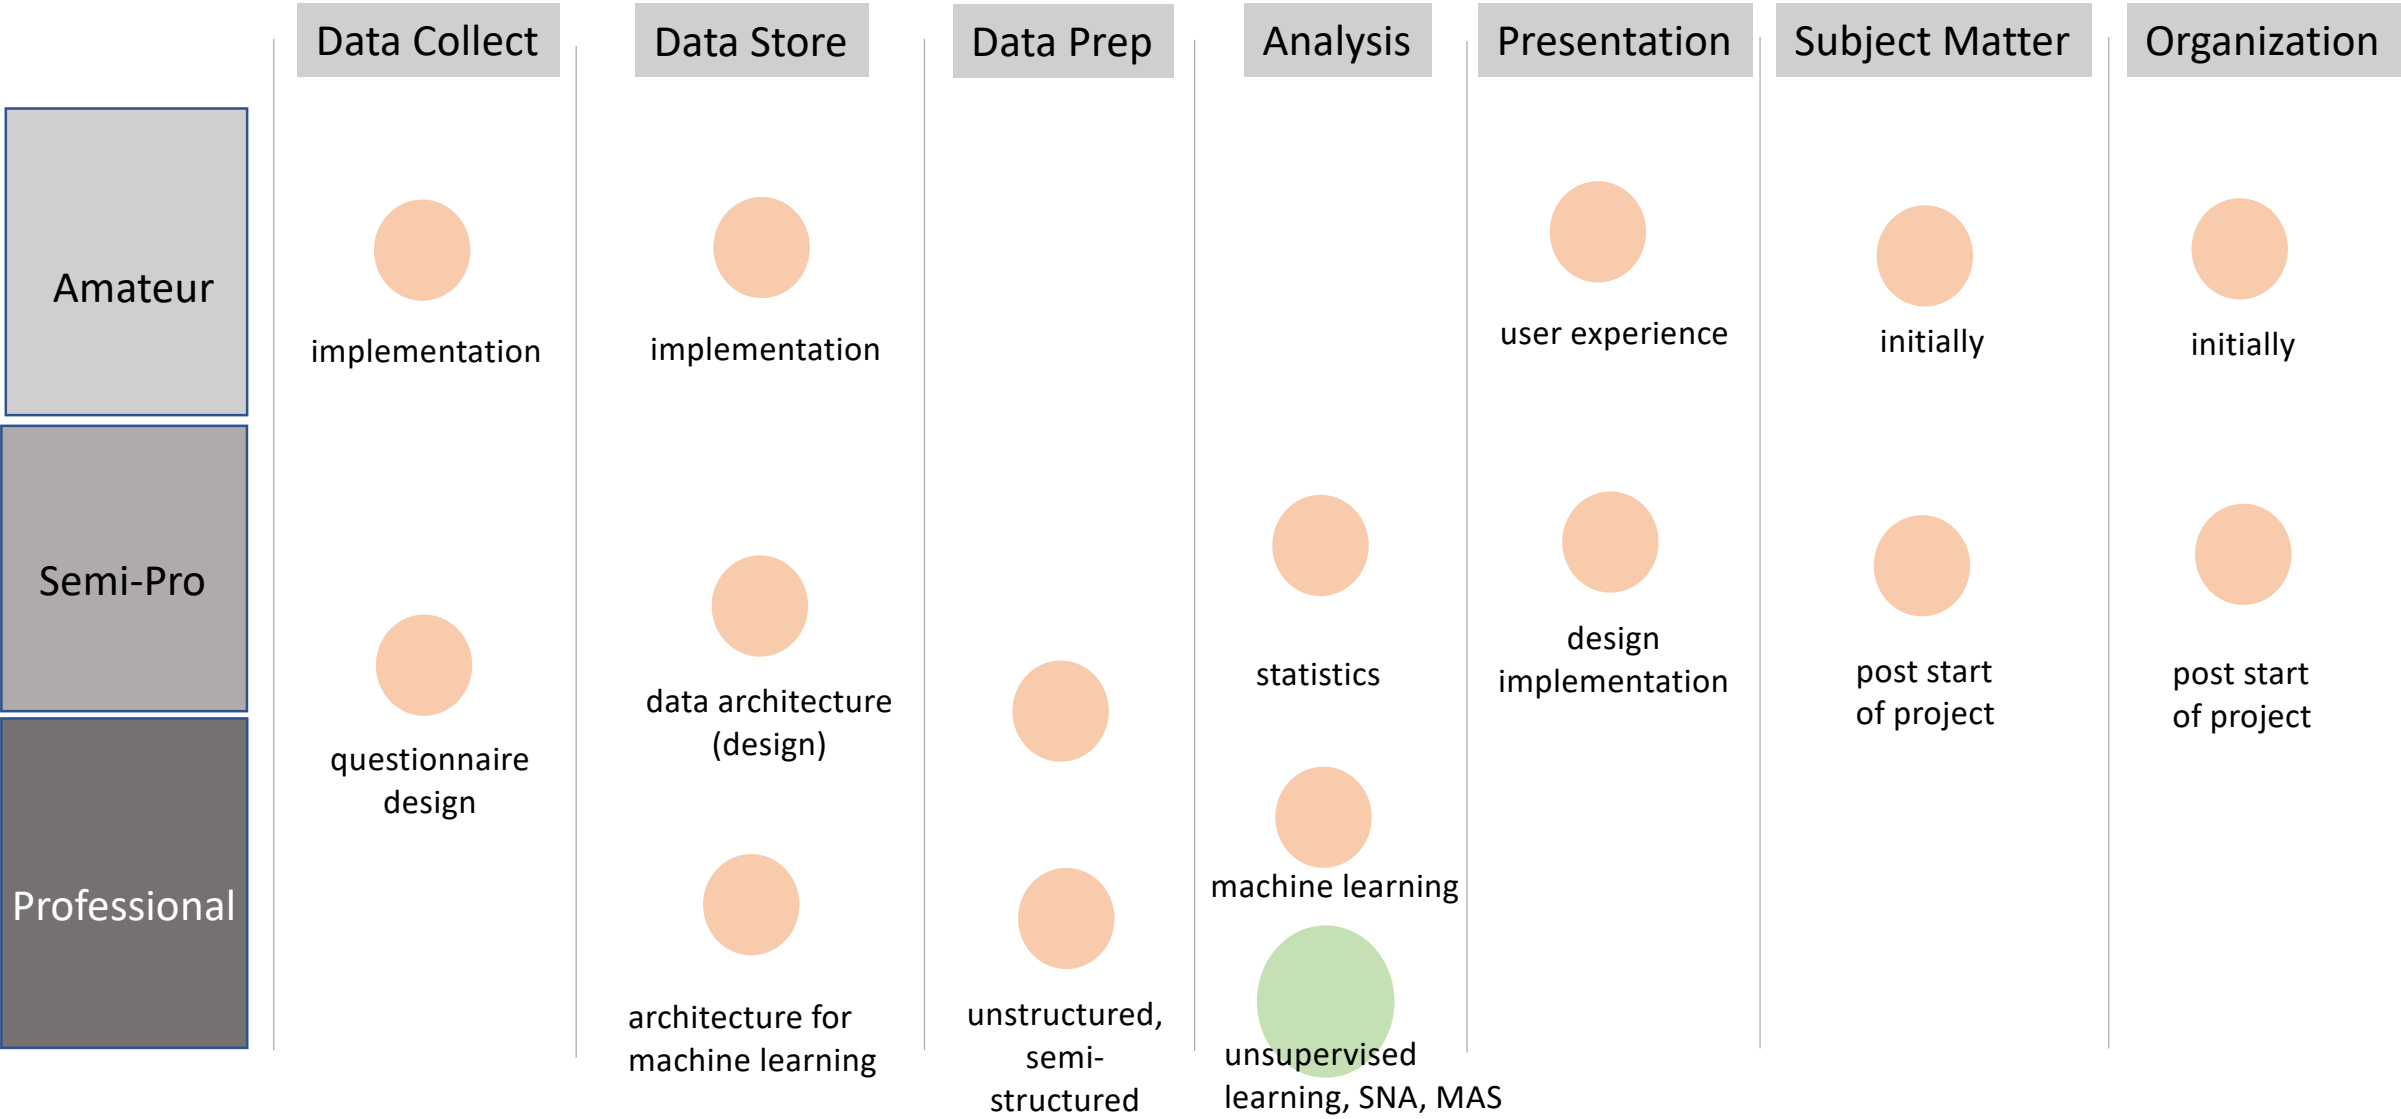 Data Collect
Data Store
Data Prep
Analysis
Presentation
Subject Matter
Organization
Amateur
implementation
implementation
user experience
initially
initially
Semi-Pro
questionnaire
design
data architecture
(design)
statistics
design
implementation
post start
of project
post start
of project
Professional
architecture for
machine learning
unstructured,
semi-
structured
machine learning
unsupervised
learning, SNA, MAS